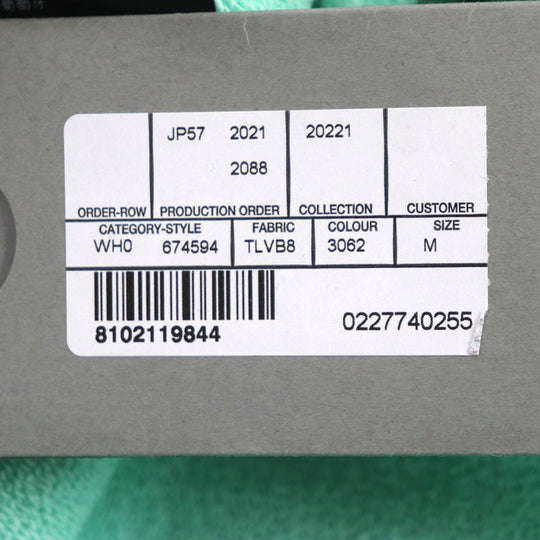 JP57 2021 20221
2088
ORDER-ROW PRODUCTION ORDER COLLECTION CUSTOMER
CATEGORY-STYLE FABRIC COLOUR SIZE
WH0 674594 TLVB8 3062 M
8102119844 0227740255